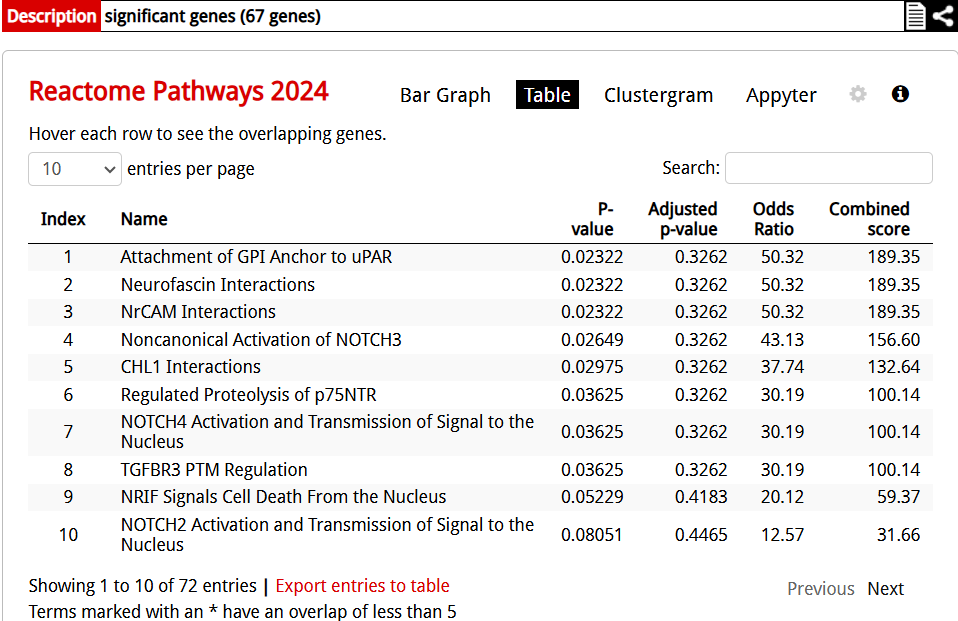 Description significant genes (67 genes)
Reactome Pathways 2024 Bar Graph Table Clustergram Appyter
Hover each row to see the overlapping genes.
10 entries per page Search:
Index Name P-value Adjusted p-value Odds Ratio Combined score
1 Attachment of GPI Anchor to uPAR 0.02322 0.3262 50.32 189.35
2 Neurofascin Interactions 0.02322 0.3262 50.32 189.35
3 NrCAM Interactions 0.02322 0.3262 50.32 189.35
4 Noncanonical Activation of NOTCH3 0.02649 0.3262 43.13 156.60
5 CHL1 Interactions 0.02975 0.3262 37.74 132.64
6 Regulated Proteolysis of p75NTR 0.03625 0.3262 30.19 100.14
7 NOTCH4 Activation and Transmission of Signal to the Nucleus 0.03625 0.3262 30.19 100.14
8 TGFBR3 PTM Regulation 0.03625 0.3262 30.19 100.14
9 NRIF Signals Cell Death From the Nucleus 0.05229 0.4183 20.12 59.37
10 NOTCH2 Activation and Transmission of Signal to the Nucleus 0.08051 0.4465 12.57 31.66
Showing 1 to 10 of 72 entries | Export entries to table Previous Next
Terms marked with an * have an overlap of less than 5